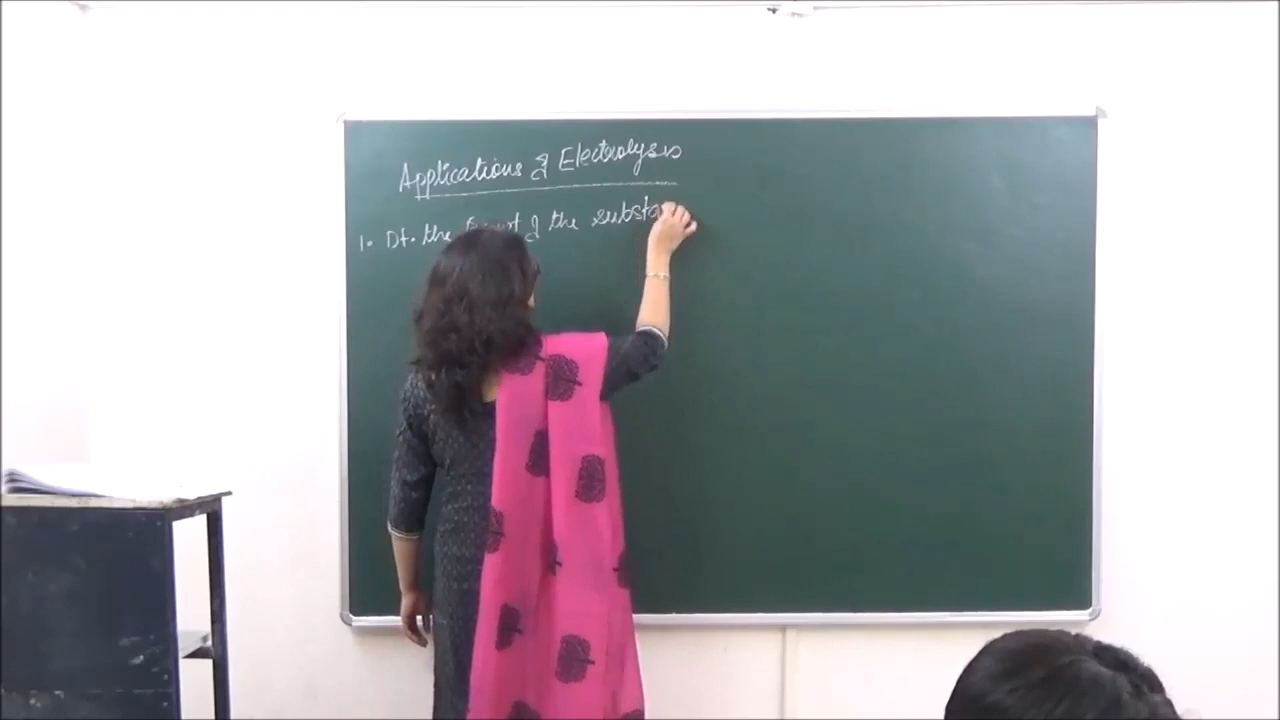 Applications of Electrolysis
1. Dt. the of the substa